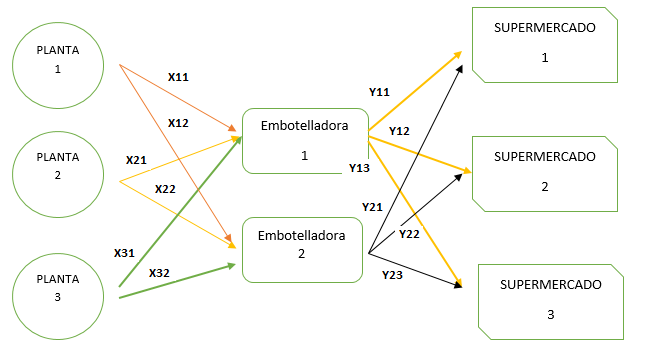 PLANTA
1
PLANTA
2
PLANTA
3
X11
X12
X21
X22
X31
X32
Embotelladora
1
Embotelladora
2
Y11
Y12
Y13
Y21
Y22
Y23
SUPERMERCADO
1
SUPERMERCADO
2
SUPERMERCADO
3